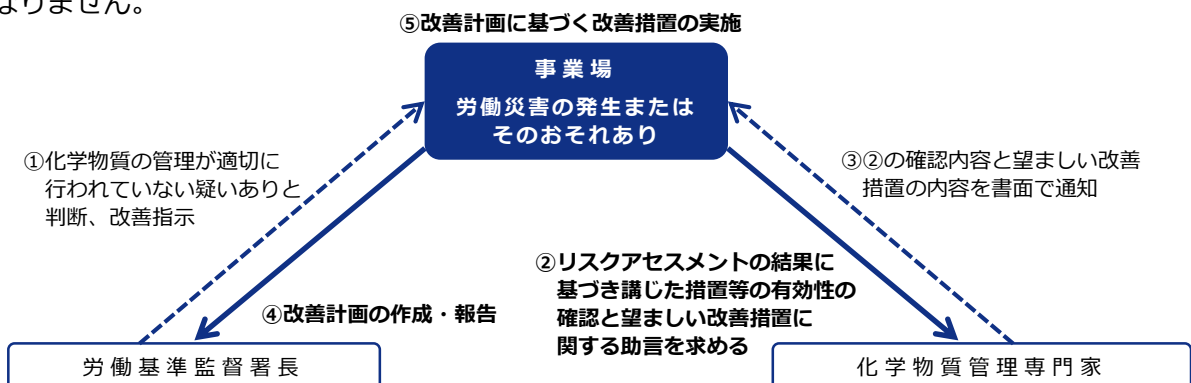 なりません。
⑤改善計画に基づく改善措置の実施
事業場
労働災害の発生または
そのおそれあり
①化学物質の管理が適切に
行われていない疑いありと
判断、改善指示
③②の確認内容と望ましい改善
措置の内容を書面で通知
②リスクアセスメントの結果に
基づき講じた措置等の有効性の
確認と望ましい改善措置に
関する助言を求める
④改善計画の作成・報告
労働基準監督署長
化学物質管理専門家